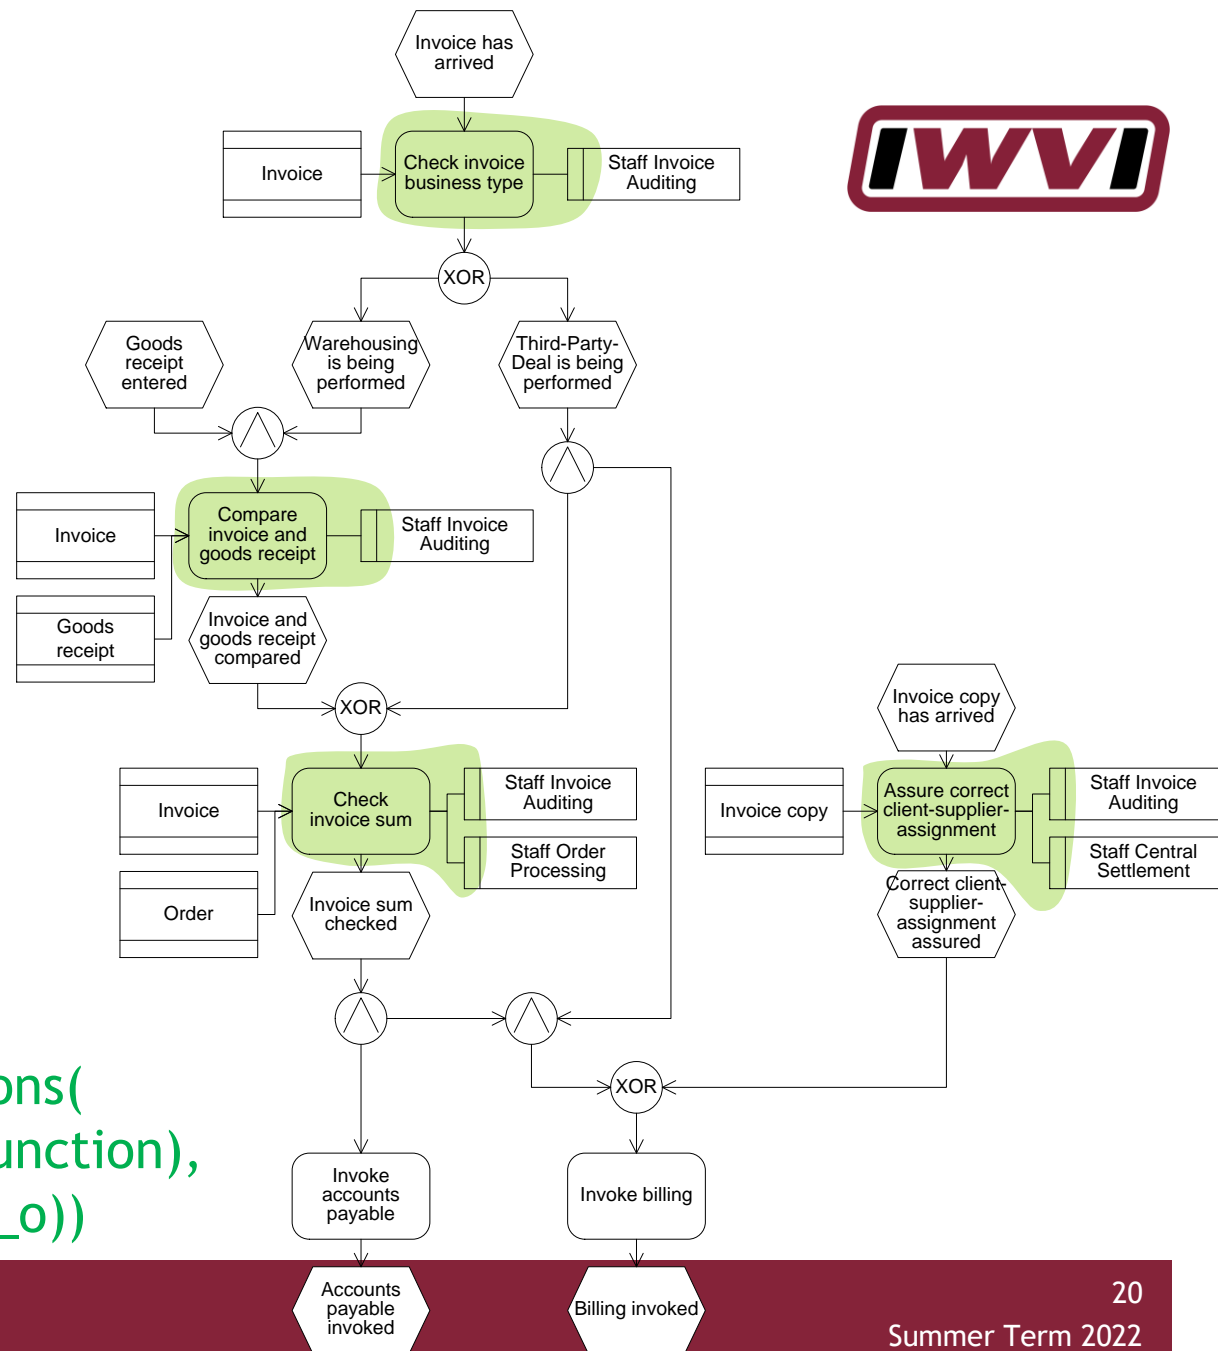 Invoice has
arrived
IWVI
Invoice
Check invoice
business type
Staff Invoice
Auditing
XOR
Goods
receipt
entered
Warehousing
is being
performed
Third-Party-
Deal is being
performed
Invoice
Compare
invoice and
goods receipt
Staff Invoice
Auditing
Goods
receipt
Invoice and
goods receipt
compared
XOR
Invoice copy
has arrived
Invoice
Check
invoice sum
Staff Invoice
Auditing
Staff Order
Processing
Order
Invoice sum
checked
Invoice copy
Assure correct
client-supplier-
assignment
Staff Invoice
Auditing
Staff Central
Settlement
Correct client-
supplier-
assignment
assured
XOR
ons(
unction),
_o))
Invoke
accounts
payable
Invoke billing
Accounts
payable
invoked
Billing invoked
20
Summer Term 2022